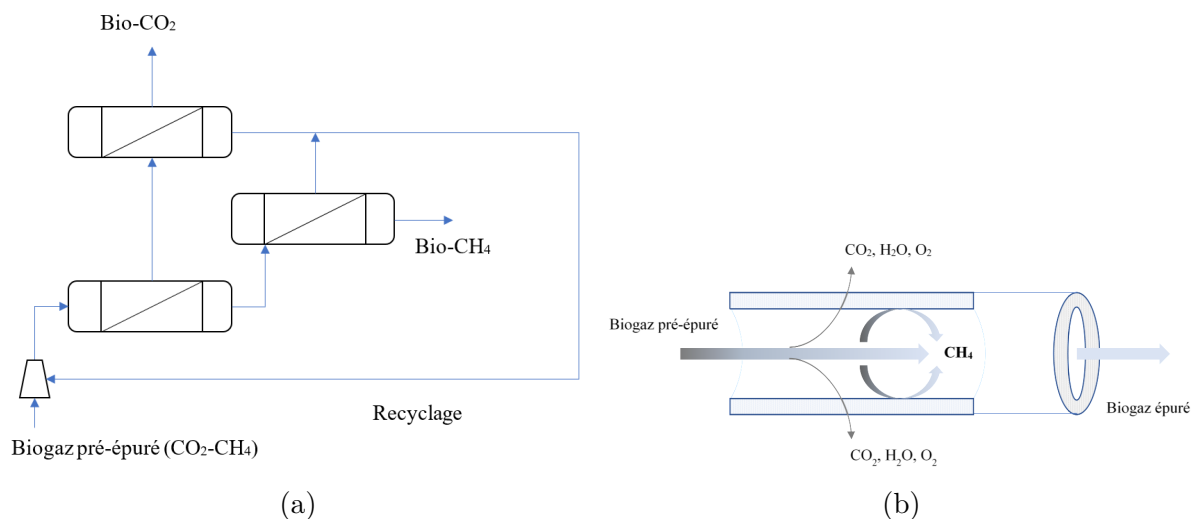 Bio-CO₂
Bio-CH₄
Recyclage
Biogaz pré-épuré (CO₂-CH₄)
(a)
CO₂, H₂O, O₂
Biogaz pré-épuré
CH₄
Biogaz épuré
CO₂, H₂O, O₂
(b)